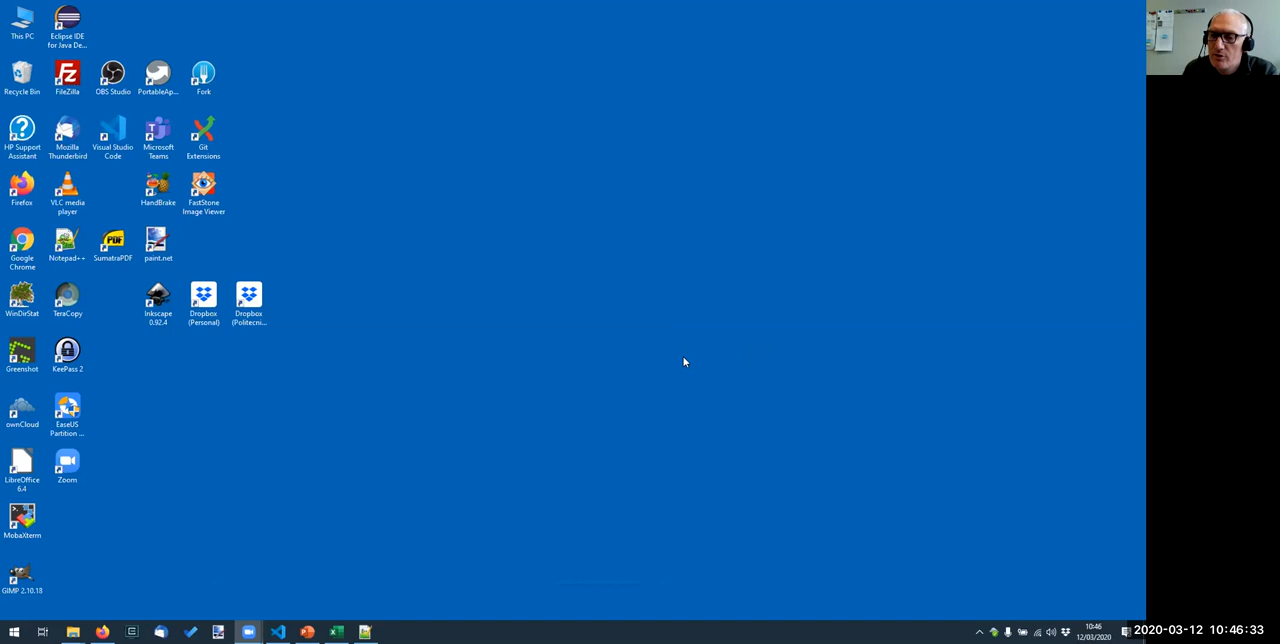 This PC
Eclipse IDE
for Java De...
Recycle Bin
FileZilla
OBS Studio
PortableAp...
Fork
HP Support
Assistant
Mozilla
Thunderbird
Visual Studio
Code
Microsoft
Teams
Git
Extensions
Firefox
VLC media
player
HandBrake
FastStone
Image Viewer
Google
Chrome
Notepad++
PDF
SumatraPDF
paint.net
WinDirStat
TeraCopy
Inkscape
0.92.4
Dropbox
(Personal)
Dropbox
(Politecni...
Greenshot
KeePass 2
ownCloud
EaseUS
Partition ...
LibreOffice
6.4
Zoom
MobaXterm
GIMP 2.10.18
10:46
12/03/2020
2020-03-12 10:46:33